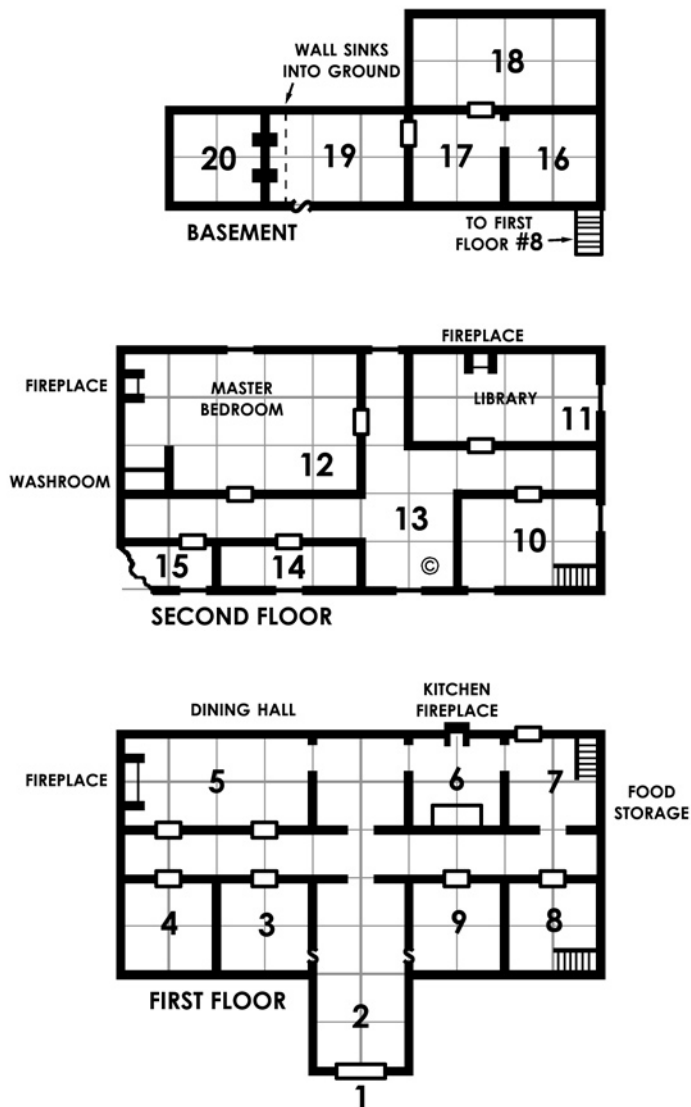 WALL SINKS
INTO GROUND
18
20
19
17
16
BASEMENT
TO FIRST
FLOOR #8
FIREPLACE
FIREPLACE
MASTER
BEDROOM
LIBRARY
11
12
WASHROOM
13
10
15
14
©
SECOND FLOOR
KITCHEN
FIREPLACE
DINING HALL
FIREPLACE
5
6
7
FOOD
STORAGE
4
3
9
8
S
S
FIRST FLOOR
2
1